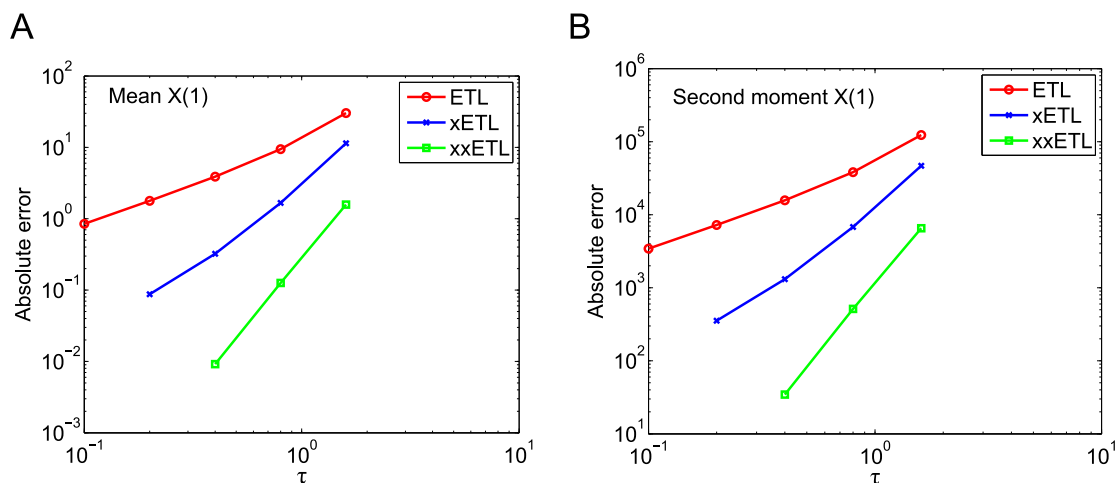 A
10^2
10^1
10^0
10^−1
10^−2
10^−3
Absolute error
Mean X(1)
ETL
xETL
xxETL
10^−1
10^0
10^1
τ
B
10^6
10^5
10^4
10^3
10^2
10^1
Absolute error
Second moment X(1)
ETL
xETL
xxETL
10^−1
10^0
10^1
τ